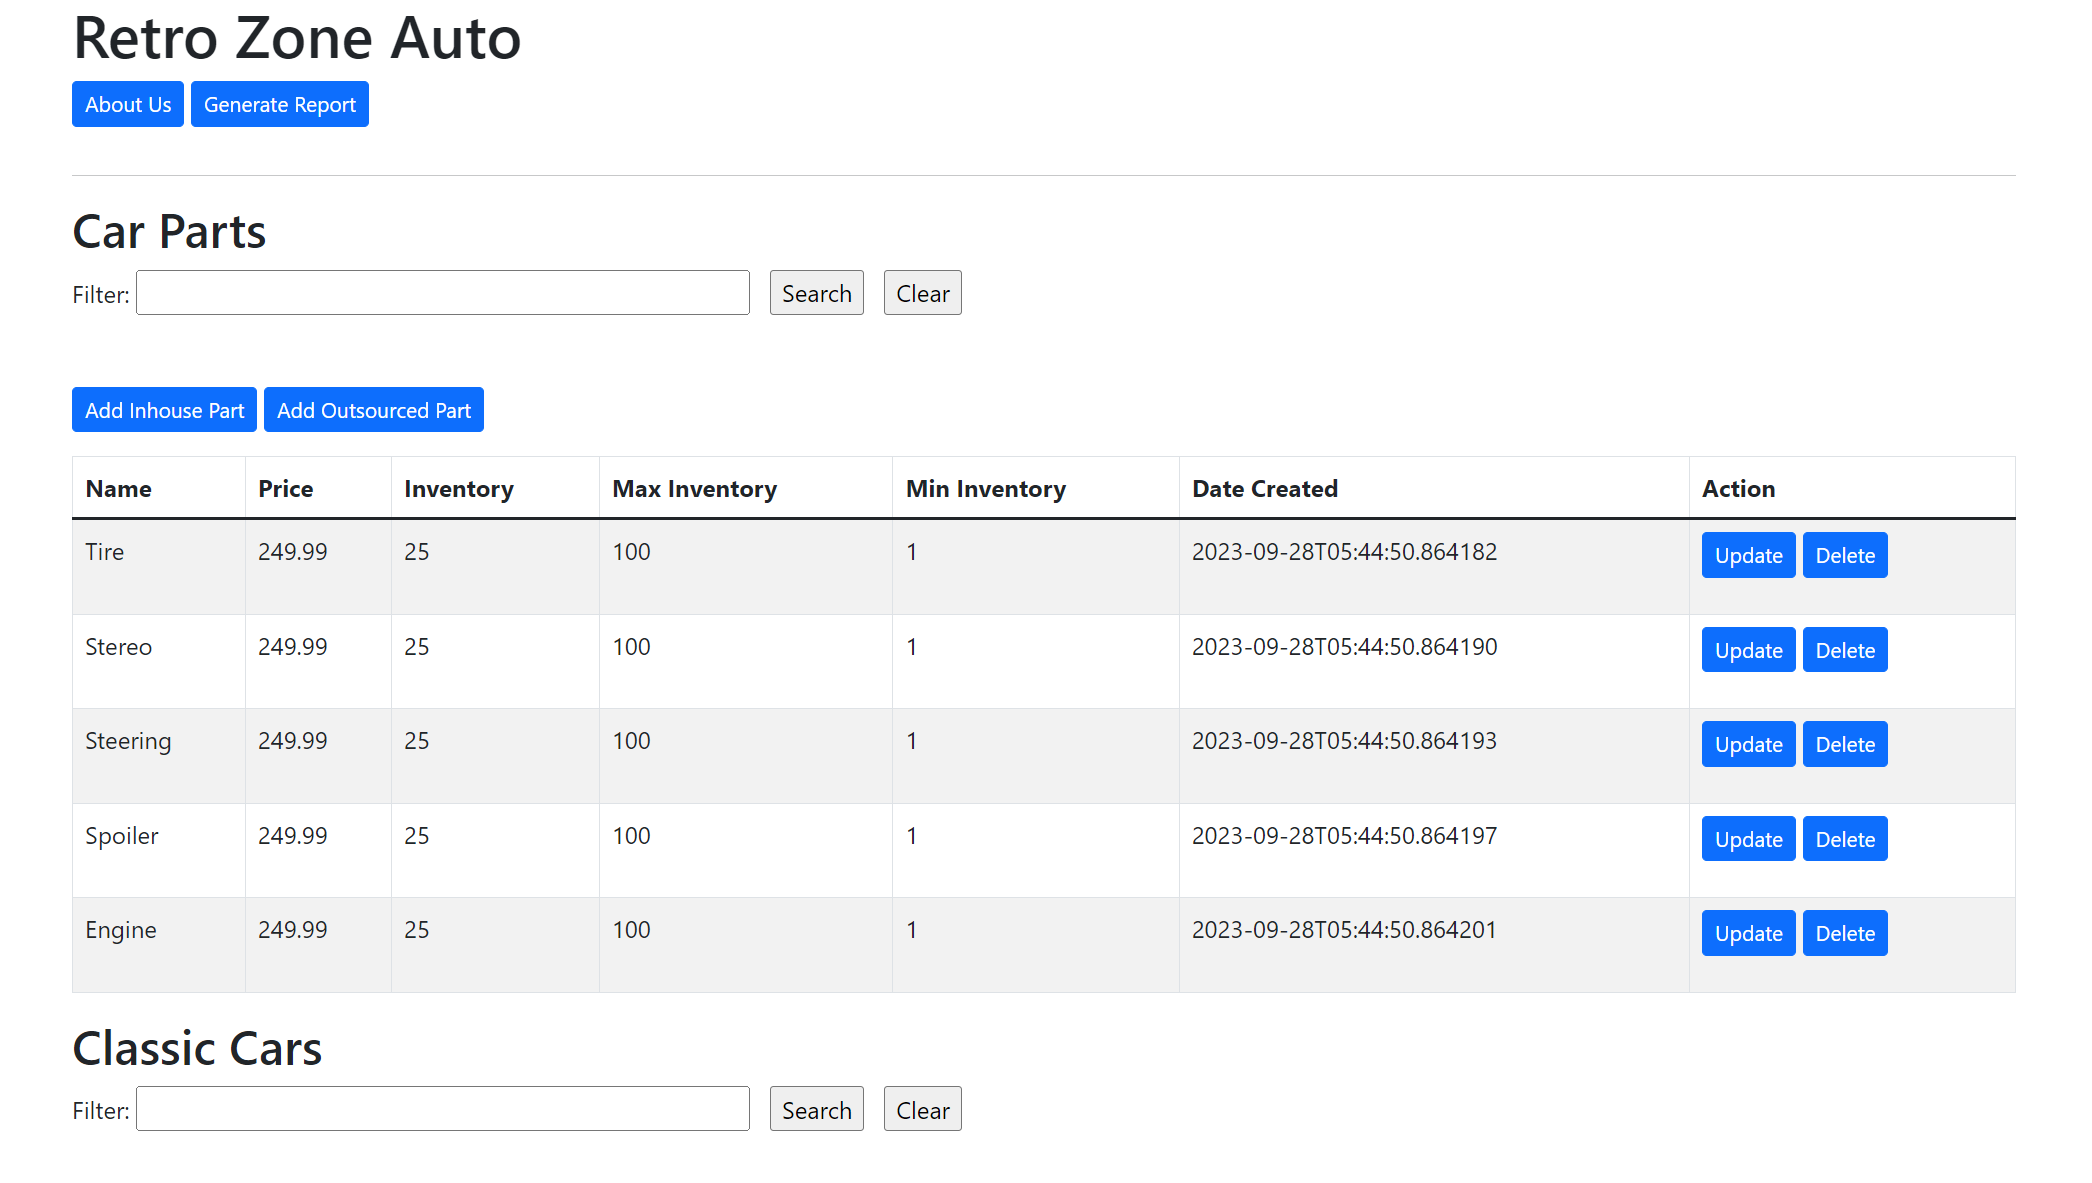 Retro Zone Auto
About Us Generate Report
Car Parts
Filter: Search Clear
Add Inhouse Part Add Outsourced Part
Name Price Inventory Max Inventory Min Inventory Date Created Action
Tire 249.99 25 100 1 2023-09-28T05:44:50.864182 Update Delete
Stereo 249.99 25 100 1 2023-09-28T05:44:50.864190 Update Delete
Steering 249.99 25 100 1 2023-09-28T05:44:50.864193 Update Delete
Spoiler 249.99 25 100 1 2023-09-28T05:44:50.864197 Update Delete
Engine 249.99 25 100 1 2023-09-28T05:44:50.864201 Update Delete
Classic Cars
Filter: Search Clear